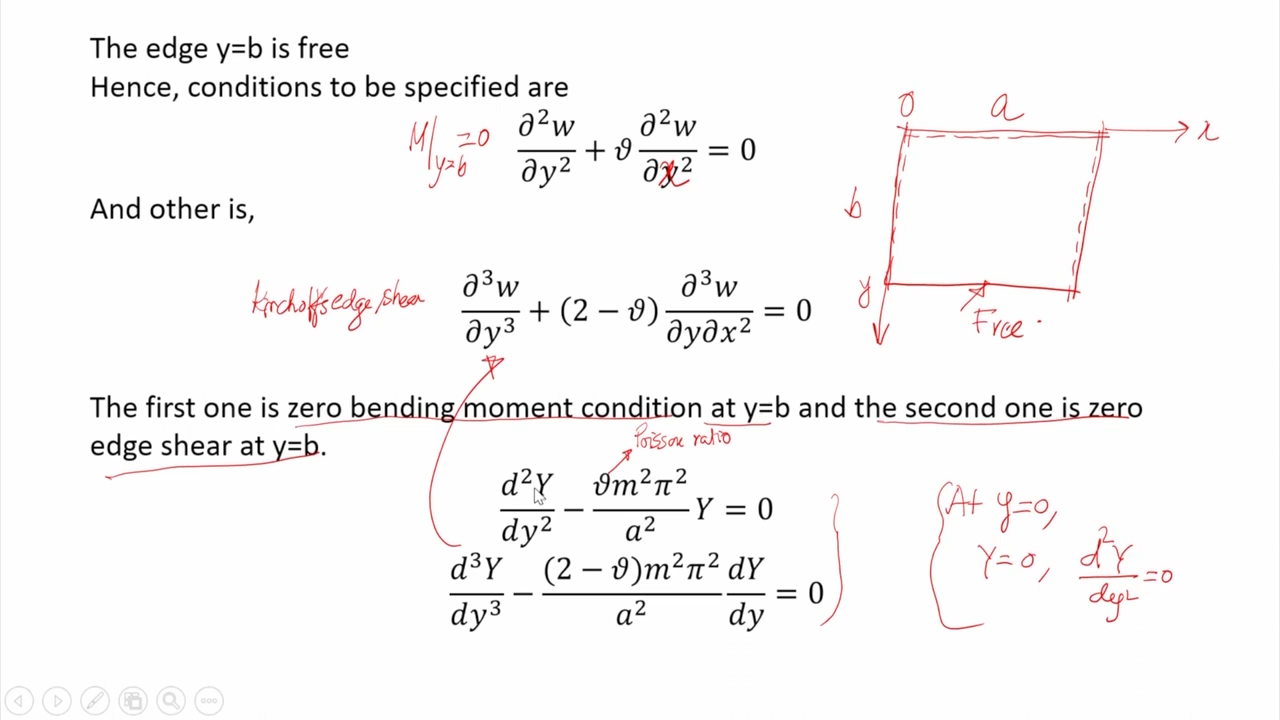 The edge y=b is free
Hence, conditions to be specified are
M/y=b =0 ∂²w/∂y² + ϑ ∂²w/∂x² = 0
And other is,
Kirchoff's edge shear ∂³w/∂y³ + (2 − ϑ) ∂³w/∂y∂x² = 0
0 a x
b
y
Free
The first one is zero bending moment condition at y=b and the second one is zero
edge shear at y=b.
Poisson ratio
d²Y/dy² − ϑm²π²/a² Y = 0
d³Y/dy³ − (2 − ϑ)m²π²/a² dY/dy = 0
At y=0,
Y=0, d²Y/dy² =0